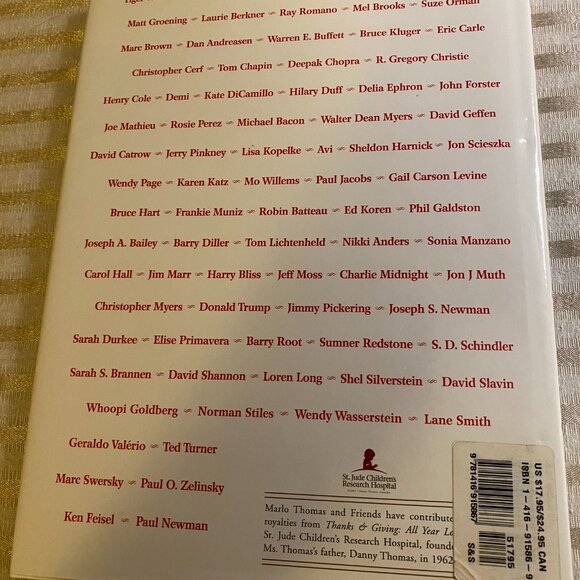 Matt Groening ~ Laurie Berkner ~ Ray Romano ~ Mel Brooks ~ Suze Orman
Marc Brown ~ Dan Andreasen ~ Warren E. Buffett ~ Bruce Kluger ~ Eric Carle
Christopher Cerf ~ Tom Chapin ~ Deepak Chopra ~ R. Gregory Christie
Henry Cole ~ Demi ~ Kate DiCamillo ~ Hilary Duff ~ Delia Ephron ~ John Forster
Joe Mathieu ~ Rosie Perez ~ Michael Bacon ~ Walter Dean Myers ~ David Geffen
David Catrow ~ Jerry Pinkney ~ Lisa Kopelke ~ Avi ~ Sheldon Harnick ~ Jon Scieszka
Wendy Page ~ Karen Katz ~ Mo Willems ~ Paul Jacobs ~ Gail Carson Levine
Bruce Hart ~ Frankie Muniz ~ Robin Batteau ~ Ed Koren ~ Phil Galdston
Joseph A. Bailey ~ Barry Diller ~ Tom Lichtenheld ~ Nikki Anders ~ Sonia Manzano
Carol Hall ~ Jim Marr ~ Harry Bliss ~ Jeff Moss ~ Charlie Midnight ~ Jon J Muth
Christopher Myers ~ Donald Trump ~ Jimmy Pickering ~ Joseph S. Newman
Sarah Durkee ~ Elise Primavera ~ Barry Root ~ Sumner Redstone ~ S. D. Schindler
Sarah S. Brannen ~ David Shannon ~ Loren Long ~ Shel Silverstein ~ David Slavin
Whoopi Goldberg ~ Norman Stiles ~ Wendy Wasserstein ~ Lane Smith
Geraldo Valério ~ Ted Turner
Marc Swersky ~ Paul O. Zelinsky
Ken Feisel ~ Paul Newman
St. Jude Children's
Research Hospital
Marlo Thomas and Friends have contribute
royalties from Thanks & Giving: All Year Lo
St. Jude Children's Research Hospital, founde
Ms. Thomas's father, Danny Thomas, in 1962
US $17.95/$24.95 CAN
ISBN 1-416-91586-9
51795
9 781416 915867
S&S